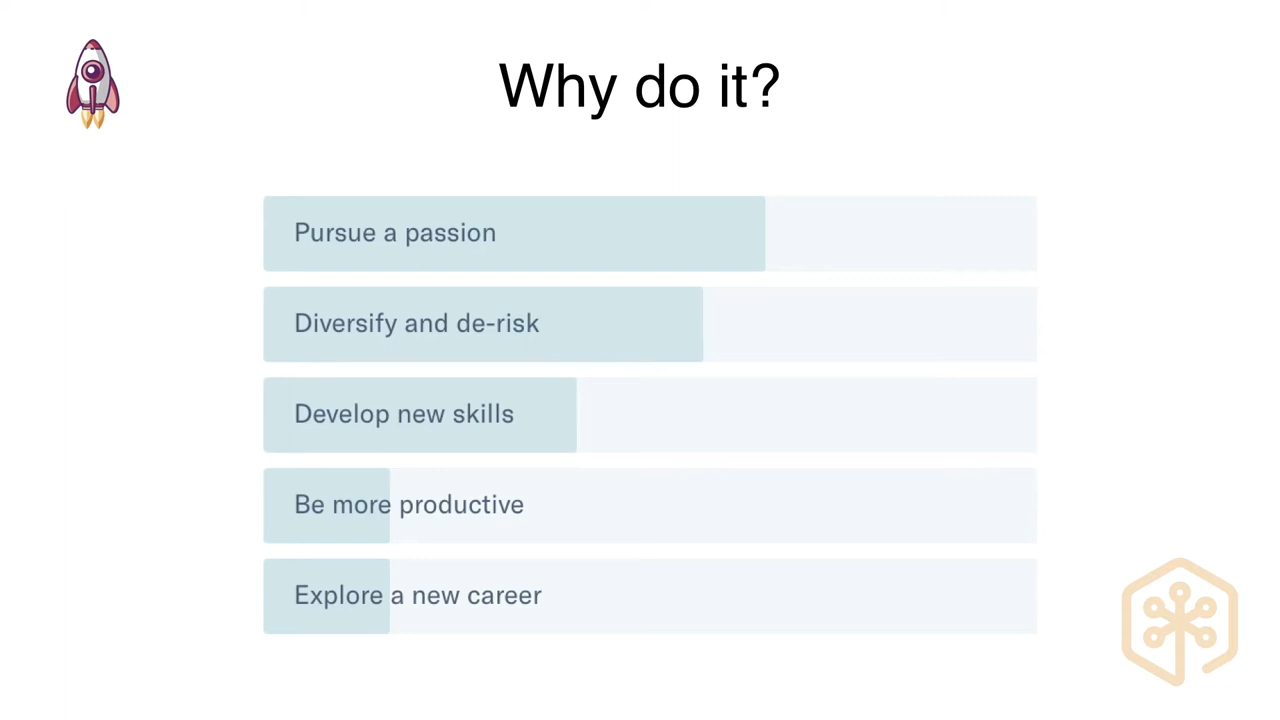 Why do it?
Pursue a passion
Diversify and de-risk
Develop new skills
Be more productive
Explore a new career